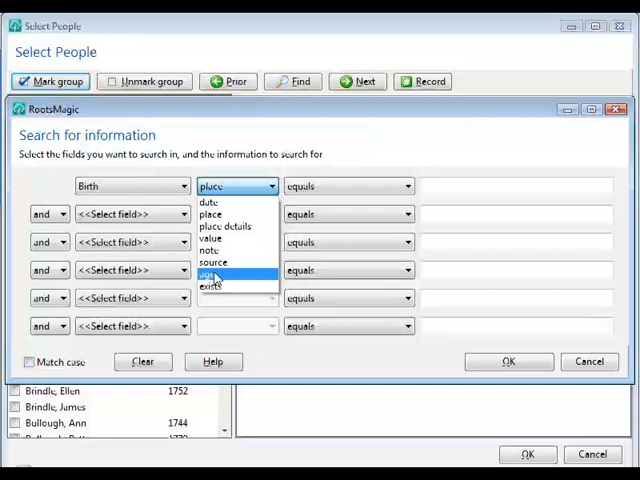 Select People
Select People
Mark group
Unmark group
Prior
Find
Next
Record
RootsMagic
Search for information
Select the fields you want to search in, and the information to search for
Birth place equals
date
place
place details
value
note
source
exists
and <<Select field>> equals
and <<Select field>> equals
and <<Select field>> equals
and <<Select field>> equals
and <<Select field>> equals
Match case
Clear
Help
OK
Cancel
Brindle, Ellen 1752
Brindle, James
Bullough, Ann 1744
OK
Cancel